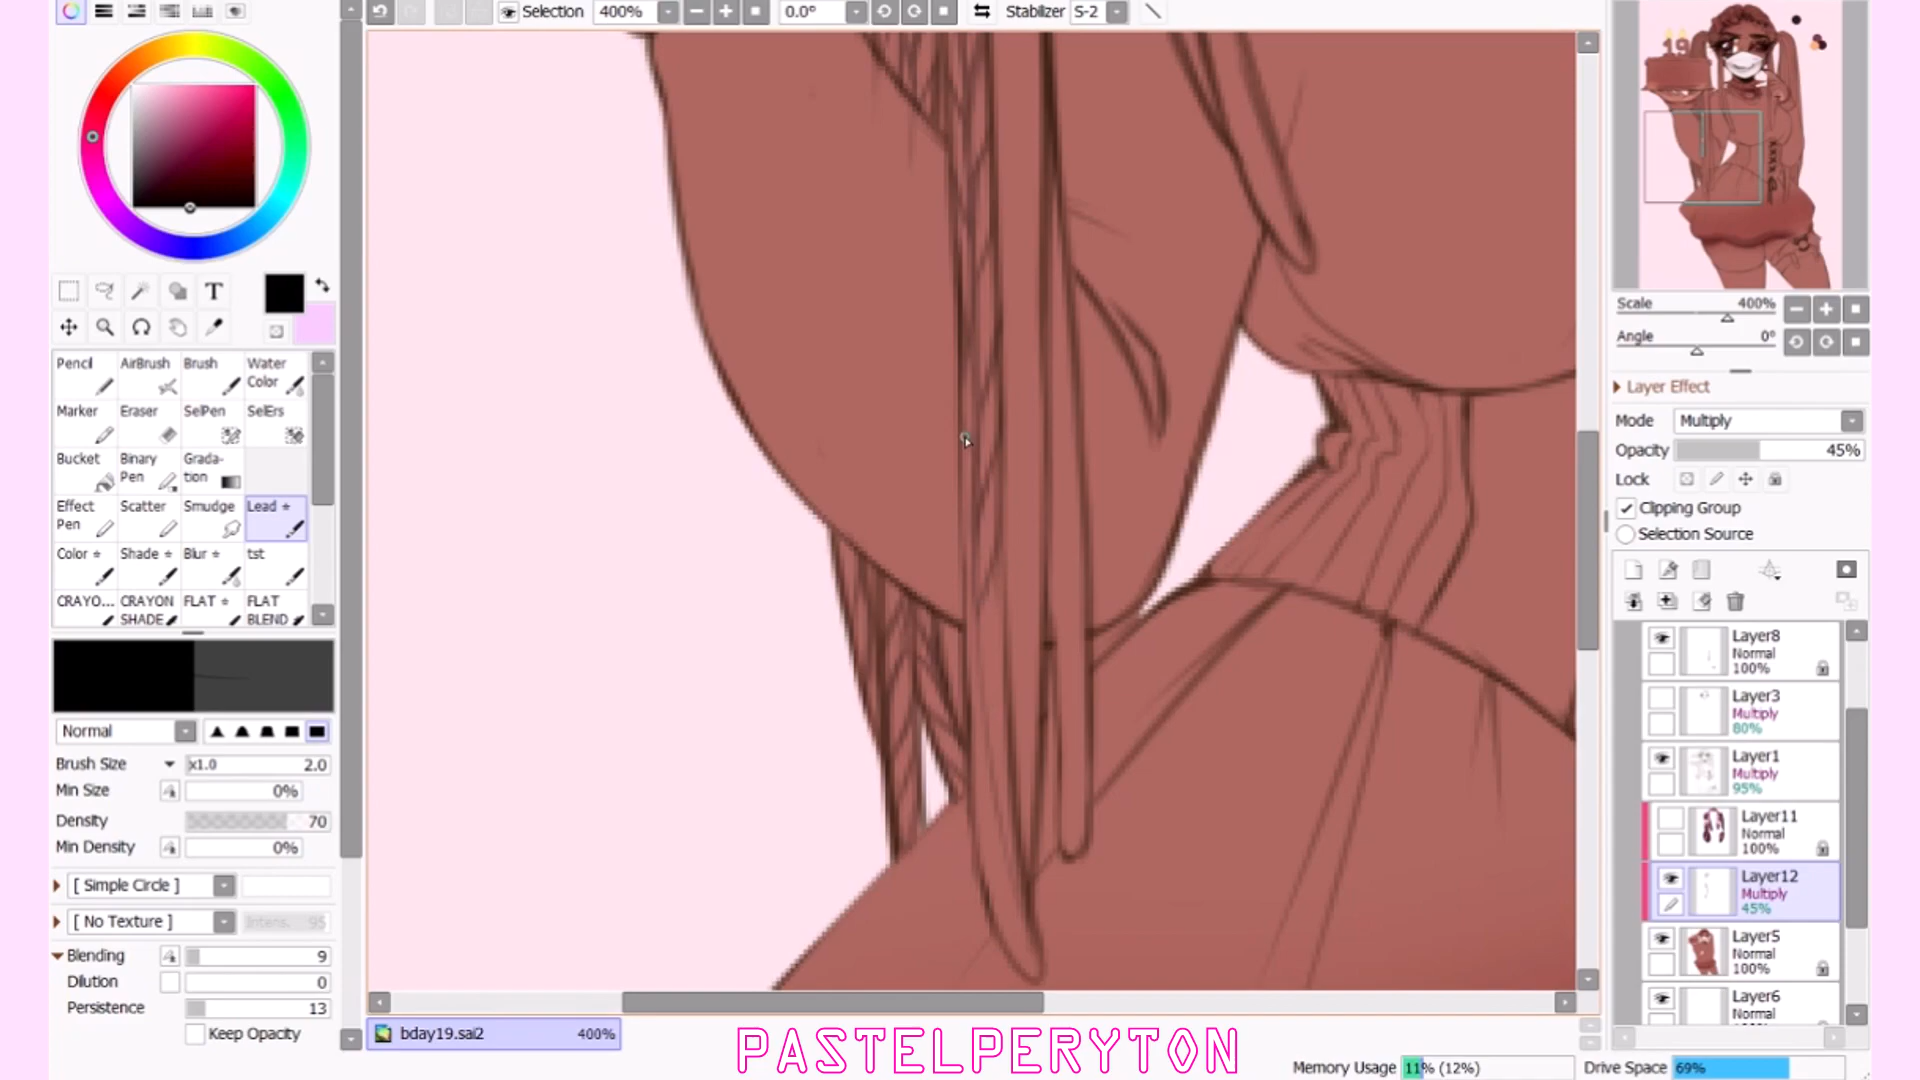 Selection 400% 0.0° Stabilizer S-2
19
T
Pencil AirBrush Brush Water Color
Marker Eraser SelPen SelErs
Bucket Binary Pen Grada-tion
Effect Pen Scatter Smudge Lead ☆
Color ☆ Shade ☆ Blur ☆ tst
CRAYO... CRAYON SHADE FLAT ☆ FLAT BLEND
Normal
Brush Size x1.0 2.0
Min Size 0%
Density 70
Min Density 0%
[ Simple Circle ]
[ No Texture ] Intens. 95
Blending 9
Dilution 0
Persistence 13
Keep Opacity
bday19.sai2 400%
PASTELPERYTON
Memory Usage 11% (12%) Drive Space 69%
Scale 400%
Angle 0°
Layer Effect
Mode Multiply
Opacity 45%
Lock
Clipping Group
Selection Source
Layer8
Normal
100%
Layer3
Multiply
80%
Layer1
Multiply
95%
Layer11
Normal
100%
Layer12
Multiply
45%
Layer5
Normal
100%
Layer6
Normal